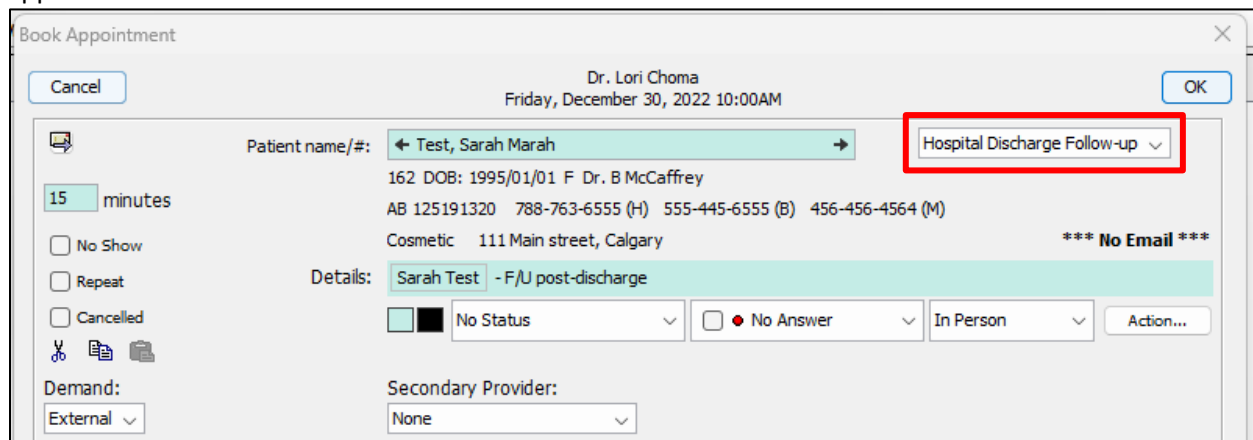 Book Appointment
Cancel
Dr. Lori Choma
OK
Friday, December 30, 2022 10:00AM
Patient name/#:
Test, Sarah Marah
Hospital Discharge Follow-up
162 DOB: 1995/01/01 F Dr. B McCaffrey
15 minutes
AB 125191320 788-763-6555 (H) 555-445-6555 (B) 456-456-4564 (M)
No Show
Cosmetic 111 Main street, Calgary
*** No Email ***
Repeat
Details:
Sarah Test - F/U post-discharge
Cancelled
No Status
No Answer
In Person
Action...
Demand:
Secondary Provider:
External
None